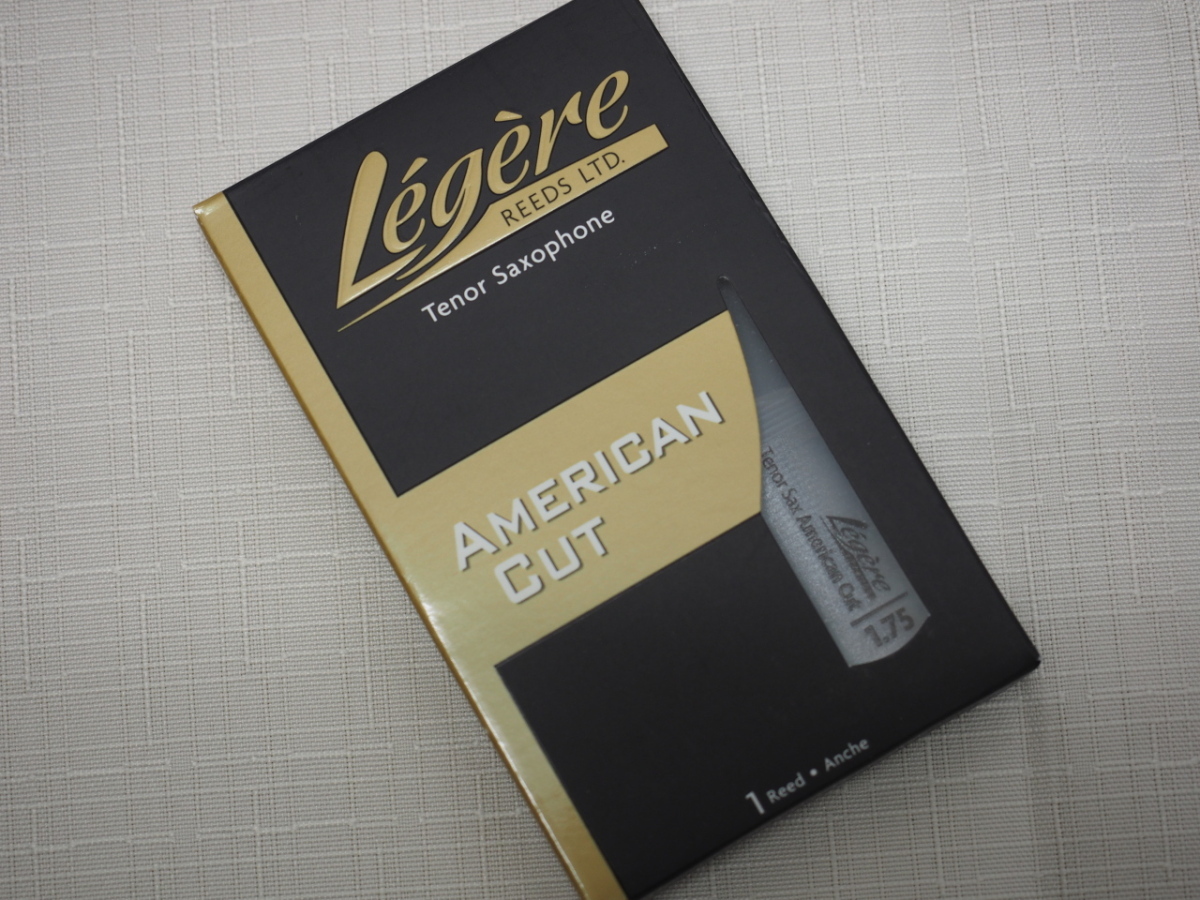 Légère
REEDS LTD.
Tenor Saxophone
AMERICAN
CUT
Tenor Sax American Cut
Légère
1.75
1 Reed • Anche